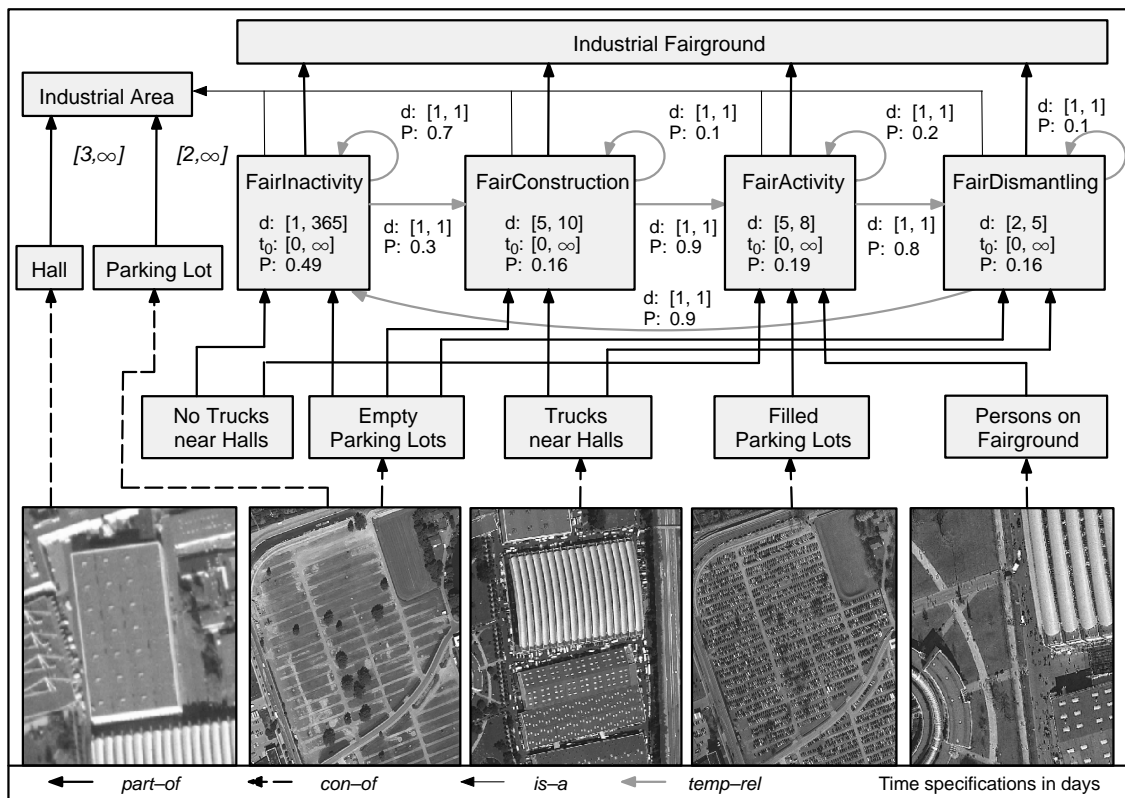 Industrial Fairground
Industrial Area
d: [1, 1]
P: 0.7
d: [1, 1]
P: 0.1
d: [1, 1]
P: 0.2
d: [1, 1]
P: 0.1
[3,∞]
[2,∞]
FairInactivity
d: [1, 365]
t₀: [0, ∞]
P: 0.49
d: [1, 1]
P: 0.3
FairConstruction
d: [5, 10]
t₀: [0, ∞]
P: 0.16
d: [1, 1]
P: 0.9
FairActivity
d: [5, 8]
t₀: [0, ∞]
P: 0.19
d: [1, 1]
P: 0.8
FairDismantling
d: [2, 5]
t₀: [0, ∞]
P: 0.16
Hall
Parking Lot
d: [1, 1]
P: 0.9
No Trucks
near Halls
Empty
Parking Lots
Trucks
near Halls
Filled
Parking Lots
Persons on
Fairground
part–of
con–of
is–a
temp–rel
Time specifications in days